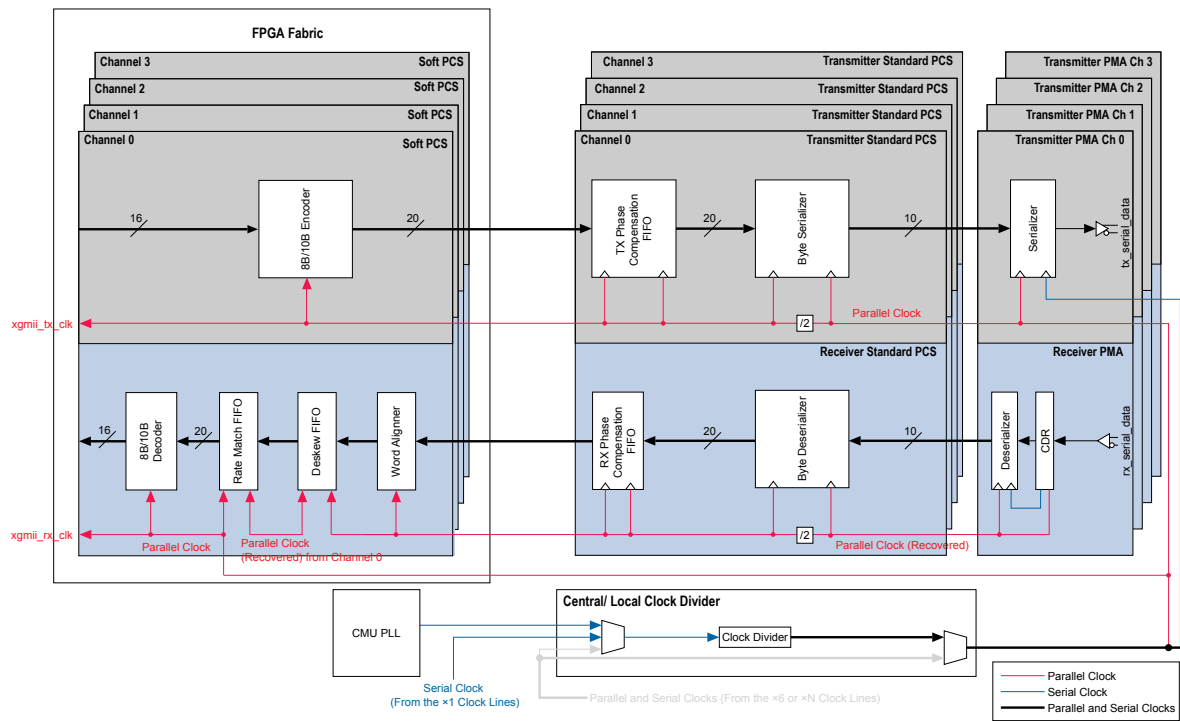 FPGA Fabric
Channel 3
Soft PCS
Channel 2
Soft PCS
Channel 1
Soft PCS
Channel 0
Soft PCS
16
8B/10B Encoder
20
xgmii_tx_clk
8B/10B
Decoder
16
20
Rate Match FIFO
Deskew FIFO
Word Alignner
xgmii_rx_clk
Parallel Clock
Parallel Clock
(Recovered) from Channel 0
Channel 3
Transmitter Standard PCS
Channel 2
Transmitter Standard PCS
Channel 1
Transmitter Standard PCS
Channel 0
Transmitter Standard PCS
TX Phase
Compensation
FIFO
20
Byte Serializer
10
/2
Parallel Clock
Receiver Standard PCS
RX Phase
Compensation
FIFO
20
Byte Deserializer
10
/2
Parallel Clock (Recovered)
Transmitter PMA Ch 3
Transmitter PMA Ch 2
Transmitter PMA Ch 1
Transmitter PMA Ch 0
Serializer
tx_serial_data
Receiver PMA
Deserializer
CDR
rx_serial_data
CMU PLL
Central/ Local Clock Divider
Clock Divider
Serial Clock
(From the ×1 Clock Lines)
Parallel and Serial Clocks (From the ×6 or ×N Clock Lines)
Parallel Clock
Serial Clock
Parallel and Serial Clocks